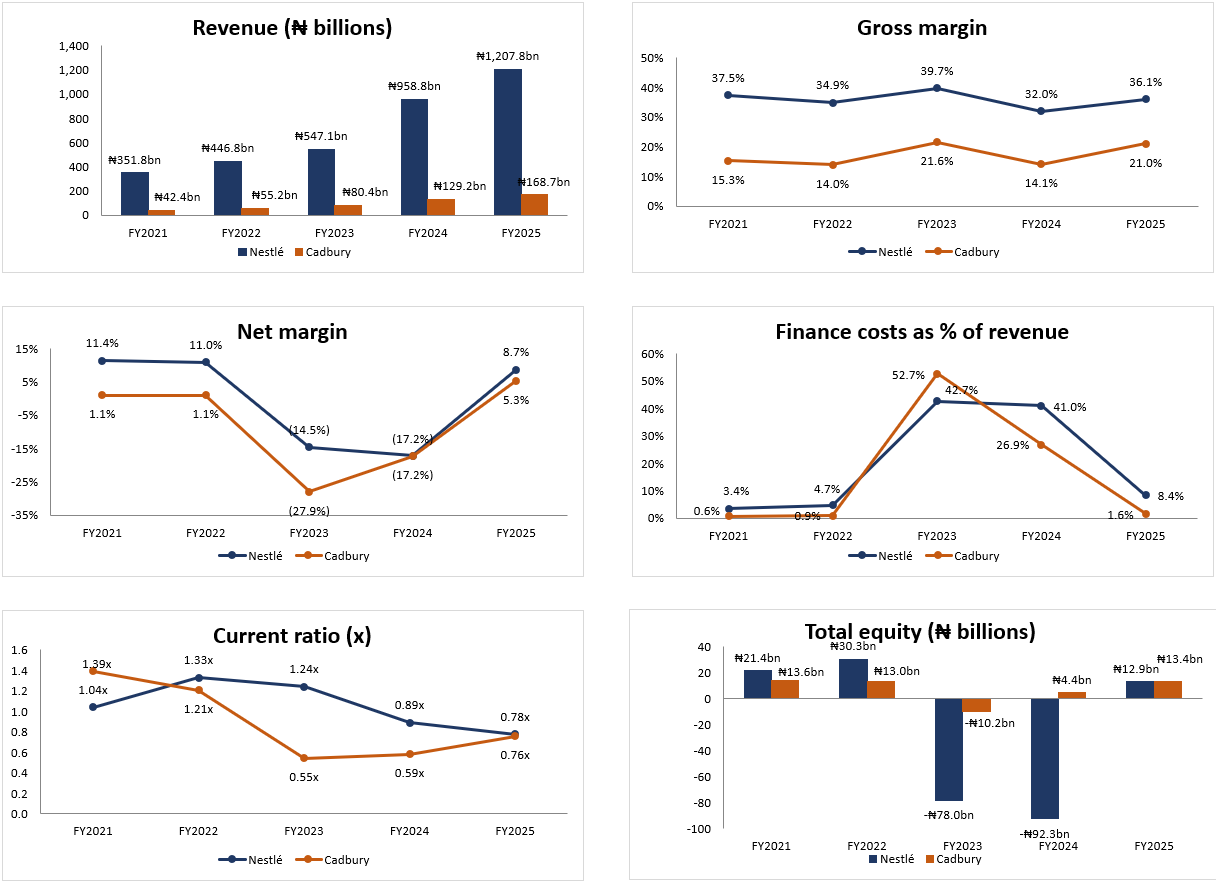 Revenue (₦ billions)
1,400
1,200
1,000
800
600
400
200
0
₦351.8bn
₦446.8bn
₦547.1bn
₦958.8bn
₦1,207.8bn
₦42.4bn
₦55.2bn
₦80.4bn
₦129.2bn
₦168.7bn
FY2021 FY2022 FY2023 FY2024 FY2025
Nestlé Cadbury
Gross margin
50%
40%
30%
20%
10%
0%
37.5% 34.9% 39.7% 32.0% 36.1%
15.3% 14.0% 21.6% 14.1% 21.0%
FY2021 FY2022 FY2023 FY2024 FY2025
Nestlé Cadbury
Net margin
15%
5%
-5%
-15%
-25%
-35%
11.4% 11.0% (14.5%) (17.2%) 8.7%
1.1% 1.1% (27.9%) (17.2%) 5.3%
FY2021 FY2022 FY2023 FY2024 FY2025
Nestlé Cadbury
Finance costs as % of revenue
60%
50%
40%
30%
20%
10%
0%
3.4% 4.7% 42.7% 41.0% 8.4%
0.6% 0.9% 52.7% 26.9% 1.6%
FY2021 FY2022 FY2023 FY2024 FY2025
Nestlé Cadbury
Current ratio (x)
1.6
1.4
1.2
1.0
0.8
0.6
0.4
0.2
0.0
1.39x 1.21x 0.55x 0.59x 0.76x
1.04x 1.33x 1.24x 0.89x 0.78x
FY2021 FY2022 FY2023 FY2024 FY2025
Nestlé Cadbury
Total equity (₦ billions)
40
20
0
-20
-40
-60
-80
-100
₦21.4bn ₦30.3bn -₦78.0bn -₦92.3bn ₦12.9bn
₦13.6bn ₦13.0bn -₦10.2bn ₦4.4bn ₦13.4bn
FY2021 FY2022 FY2023 FY2024 FY2025
Nestlé Cadbury